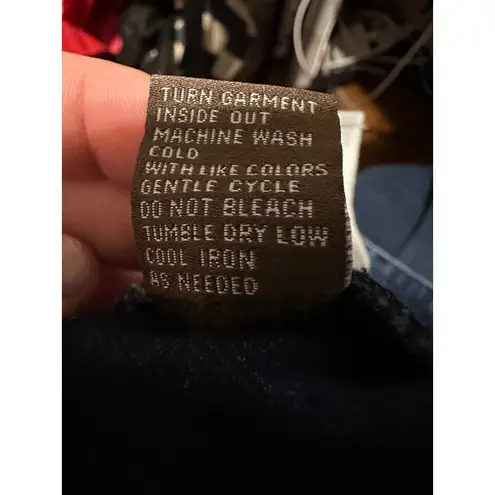 TURN GARMENT
INSIDE OUT
MACHINE WASH
COLD
WITH LIKE COLORS
GENTLE CYCLE
DO NOT BLEACH
TUMBLE DRY LOW
COOL IRON
AS NEEDED